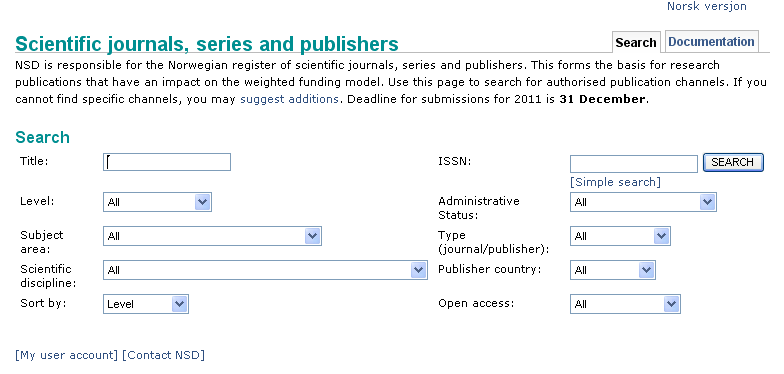 Norsk versjon
Scientific journals, series and publishers
Search
Documentation
NSD is responsible for the Norwegian register of scientific journals, series and publishers. This forms the basis for research
publications that have an impact on the weighted funding model. Use this page to search for authorised publication channels. If you
cannot find specific channels, you may suggest additions. Deadline for submissions for 2011 is 31 December.
Search
Title:
ISSN:
SEARCH
[Simple search]
Level:
All
Administrative
Status:
All
Subject
area:
All
Type
(journal/publisher):
All
Scientific
discipline:
All
Publisher country:
All
Sort by:
Level
Open access:
All
[My user account] [Contact NSD]